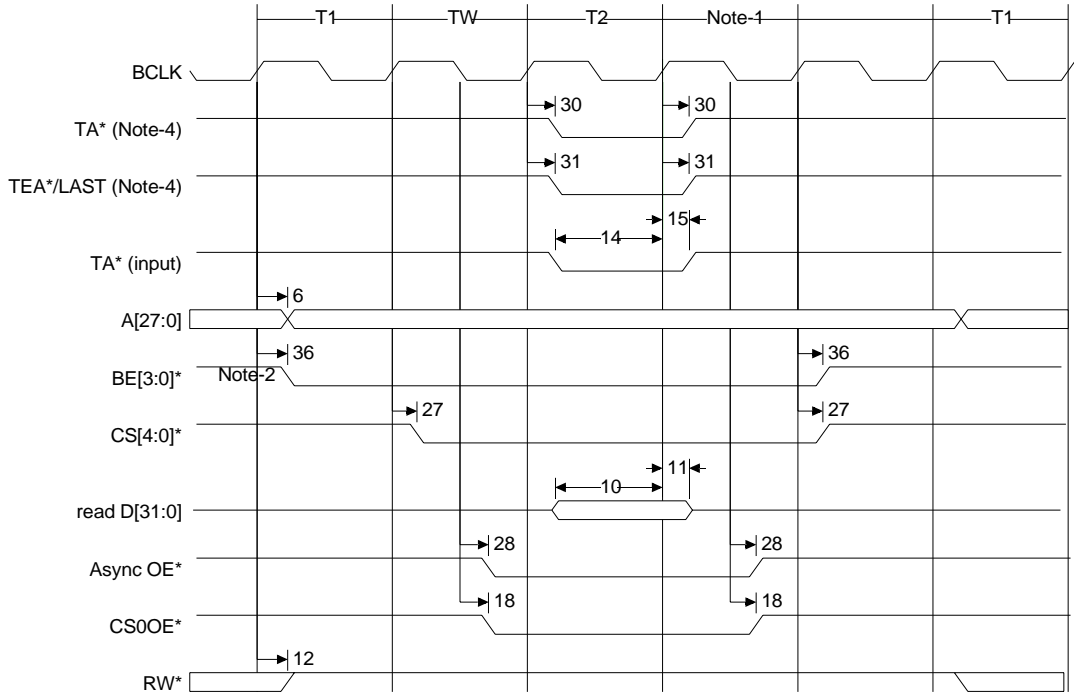 T1 TW T2 Note-1 T1
BCLK
30 30
TA* (Note-4)
31 31
TEA*/LAST (Note-4)
15
14
TA* (input)
6
A[27:0]
36 36
Note-2
BE[3:0]*
27 27
CS[4:0]*
11
10
read D[31:0]
28 28
Async OE*
18 18
CS0OE*
12
RW*